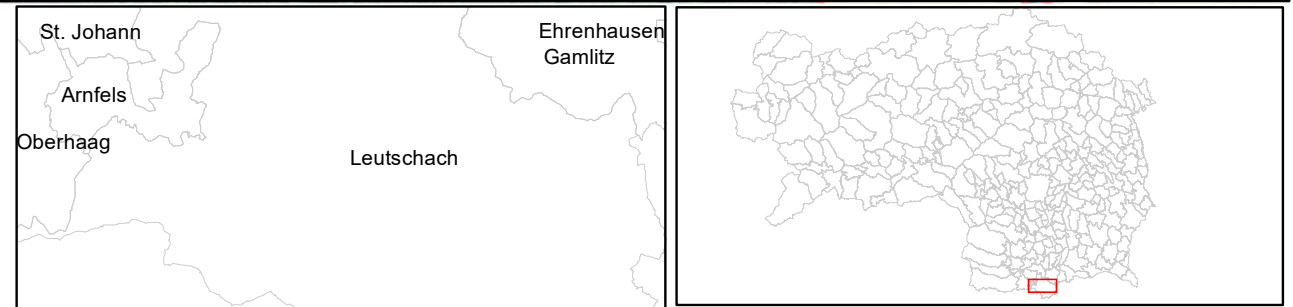 St. Johann
Ehrenhausen
Gamlitz
Arnfels
Oberhaag
Leutschach